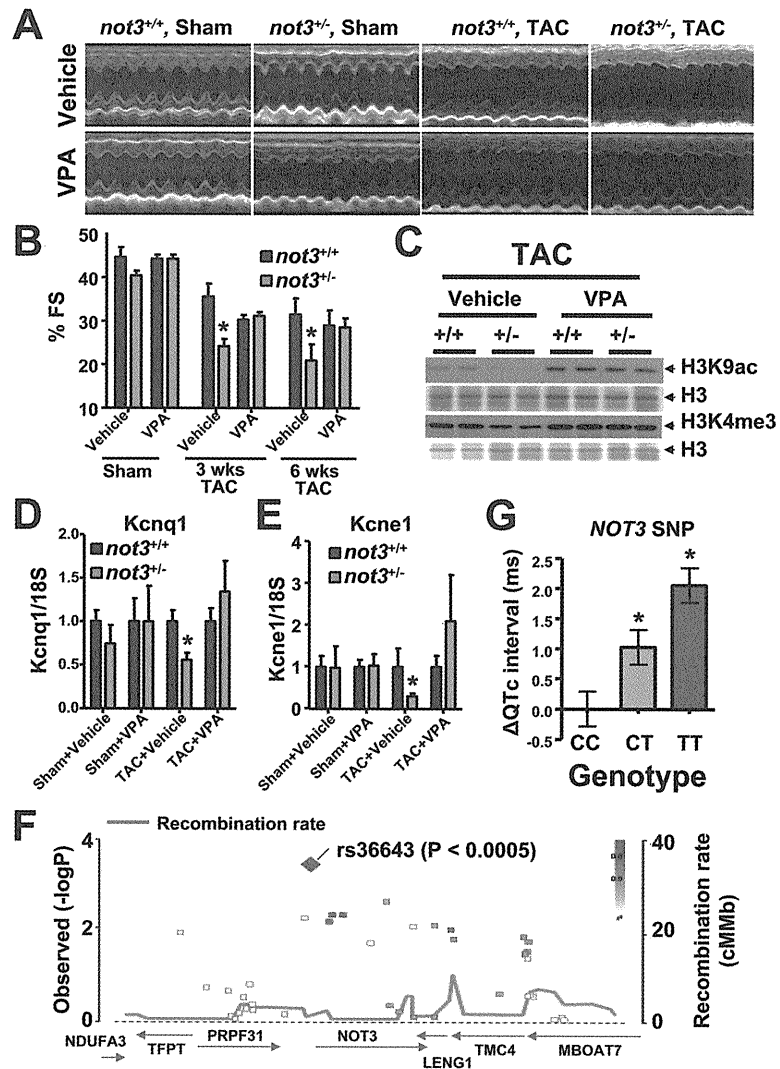 A
not3+/+, Sham
not3+/-, Sham
not3+/+, TAC
not3+/-, TAC
Vehicle
VPA
B
% FS
50
40
30
20
10
not3+/+
not3+/-
*
*
Vehicle
VPA
Vehicle
VPA
Vehicle
VPA
Sham
3 wks
TAC
6 wks
TAC
C
TAC
Vehicle
VPA
+/+
+/-
+/+
+/-
H3K9ac
H3
H3K4me3
H3
D
Kcnq1
Kcnq1/18S
2.0
1.5
1.0
0.5
0.0
not3+/+
not3+/-
*
Sham+Vehicle
Sham+VPA
TAC+Vehicle
TAC+VPA
E
Kcne1
Kcne1/18S
4
3
2
1
0
not3+/+
not3+/-
*
Sham+Vehicle
Sham+VPA
TAC+Vehicle
TAC+VPA
G
NOT3 SNP
ΔQTc interval (ms)
2.5
2.0
1.5
1.0
0.5
0.0
-0.5
*
*
CC
CT
TT
Genotype
F
Recombination rate
rs36643 (P < 0.0005)
Observed (-logP)
4
2
0
40
20
0
Recombination rate
(cMMb)
NDUFA3
TFPT
PRPF31
NOT3
LENG1
TMC4
MBOAT7